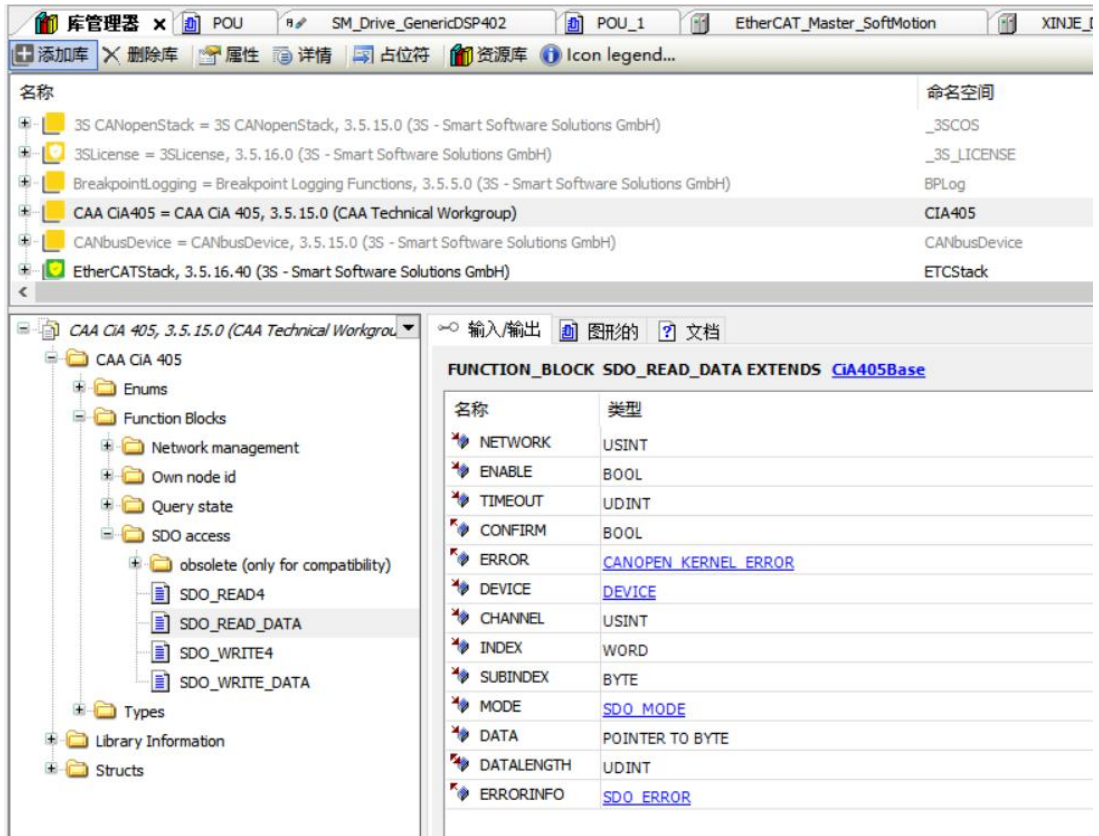 库管理器 POU SM_Drive_GenericDSP402 POU_1 EtherCAT_Master_SoftMotion XINJE_D
添加库 删除库 属性 详情 占位符 资源库 Icon legend...
名称 命名空间
3S CANopenStack = 3S CANopenStack, 3.5.15.0 (3S - Smart Software Solutions GmbH) _3SCOS
3SLicense = 3SLicense, 3.5.16.0 (3S - Smart Software Solutions GmbH) _3S_LICENSE
BreakpointLogging = Breakpoint Logging Functions, 3.5.5.0 (3S - Smart Software Solutions GmbH) BPLog
CAA CiA405 = CAA CiA 405, 3.5.15.0 (CAA Technical Workgroup) CIA405
CANbusDevice = CANbusDevice, 3.5.15.0 (3S - Smart Software Solutions GmbH) CANbusDevice
EtherCATStack, 3.5.16.40 (3S - Smart Software Solutions GmbH) ETCStack
CAA CiA 405, 3.5.15.0 (CAA Technical Workgrou
CAA CiA 405
Enums
Function Blocks
Network management
Own node id
Query state
SDO access
obsolete (only for compatibility)
SDO_READ4
SDO_READ_DATA
SDO_WRITE4
SDO_WRITE_DATA
Types
Library Information
Structs
输入/输出 图形的 文档
FUNCTION_BLOCK SDO_READ_DATA EXTENDS CiA405Base
名称 类型
NETWORK USINT
ENABLE BOOL
TIMEOUT UDINT
CONFIRM BOOL
ERROR CANOPEN_KERNEL_ERROR
DEVICE DEVICE
CHANNEL USINT
INDEX WORD
SUBINDEX BYTE
MODE SDO_MODE
DATA POINTER TO BYTE
DATALENGTH UDINT
ERRORINFO SDO_ERROR